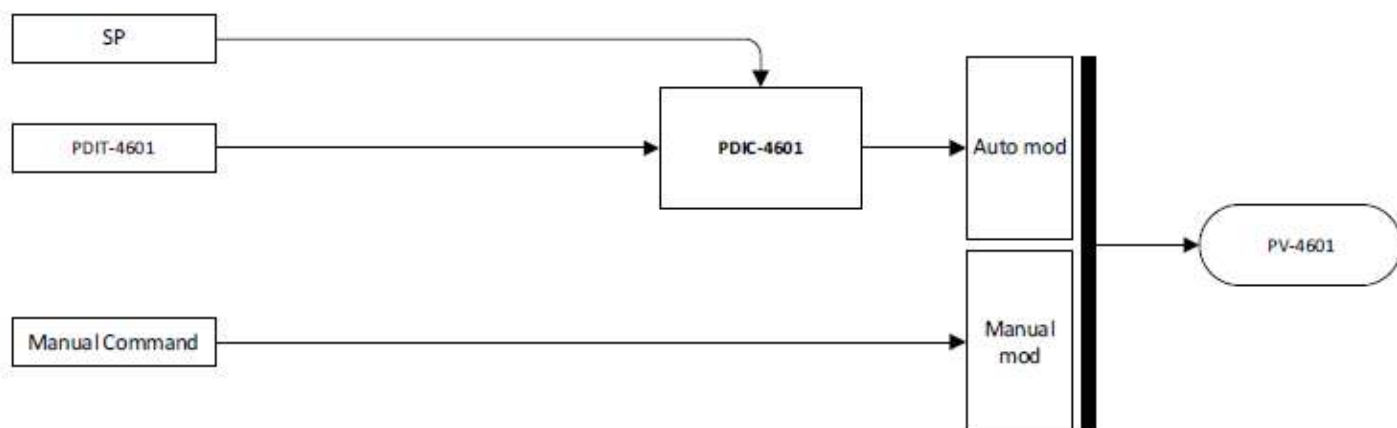 SP
PDIT-4601
PDIC-4601
Auto mod
PV-4601
Manual Command
Manual
mod